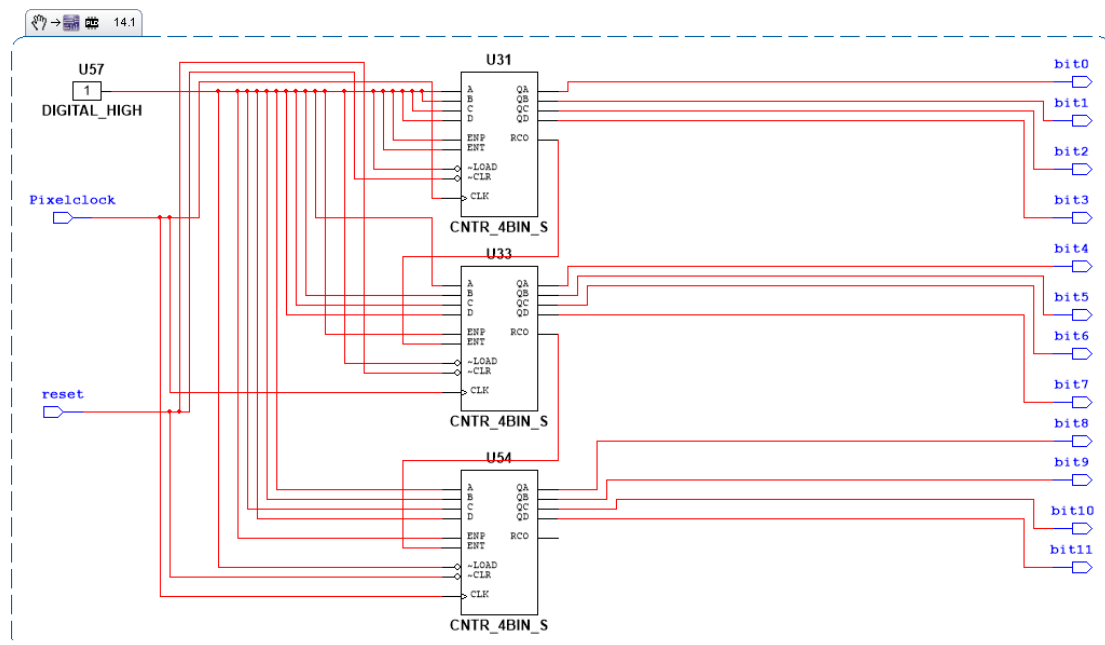 PLD 14.1
U57
1
DIGITAL_HIGH
Pixelclock
reset
U31
A QA
B QB
C QC
D QD
ENP RCO
ENT
~LOAD
~CLR
CLK
CNTR_4BIN_S
U33
A QA
B QB
C QC
D QD
ENP RCO
ENT
~LOAD
~CLR
CLK
CNTR_4BIN_S
U54
A QA
B QB
C QC
D QD
ENP RCO
ENT
~LOAD
~CLR
CLK
CNTR_4BIN_S
bit0
bit1
bit2
bit3
bit4
bit5
bit6
bit7
bit8
bit9
bit10
bit11